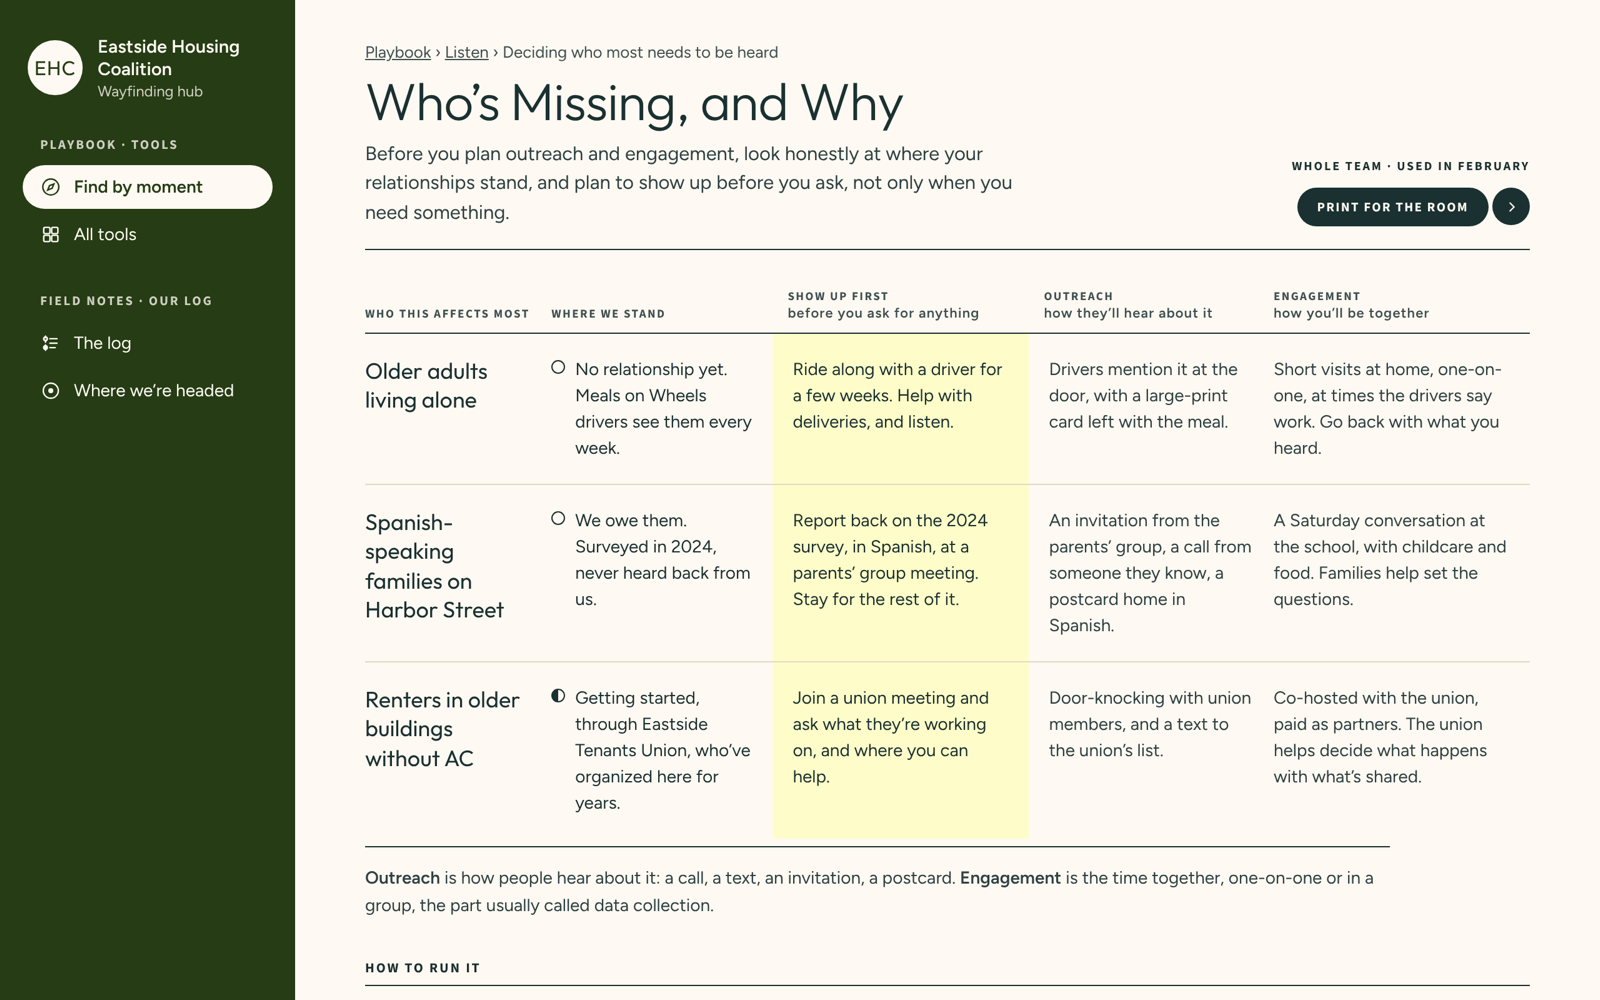 EHC
Eastside Housing
Coalition
Wayfinding hub
PLAYBOOK · TOOLS
Find by moment
All tools
FIELD NOTES · OUR LOG
The log
Where we're headed
Playbook › Listen › Deciding who most needs to be heard
Who's Missing, and Why
Before you plan outreach and engagement, look honestly at where your
relationships stand, and plan to show up before you ask, not only when you
need something.
WHOLE TEAM · USED IN FEBRUARY
PRINT FOR THE ROOM
WHO THIS AFFECTS MOST
WHERE WE STAND
SHOW UP FIRST
before you ask for anything
OUTREACH
how they'll hear about it
ENGAGEMENT
how you'll be together
Older adults
living alone
No relationship yet.
Meals on Wheels
drivers see them every
week.
Ride along with a driver for
a few weeks. Help with
deliveries, and listen.
Drivers mention it at the
door, with a large-print
card left with the meal.
Short visits at home, one-on-
one, at times the drivers say
work. Go back with what you
heard.
Spanish-
speaking
families on
Harbor Street
We owe them.
Surveyed in 2024,
never heard back from
us.
Report back on the 2024
survey, in Spanish, at a
parents' group meeting.
Stay for the rest of it.
An invitation from the
parents' group, a call from
someone they know, a
postcard home in
Spanish.
A Saturday conversation at
the school, with childcare and
food. Families help set the
questions.
Renters in older
buildings
without AC
Getting started,
through Eastside
Tenants Union, who've
organized here for
years.
Join a union meeting and
ask what they're working
on, and where you can
help.
Door-knocking with union
members, and a text to
the union's list.
Co-hosted with the union,
paid as partners. The union
helps decide what happens
with what's shared.
Outreach is how people hear about it: a call, a text, an invitation, a postcard. Engagement is the time together, one-on-one or in a
group, the part usually called data collection.
HOW TO RUN IT